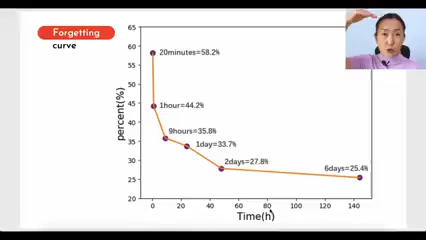 Forgetting
curve
percent(%)
65
60
55
50
45
40
35
30
25
20
20minutes=58.2%
1hour=44.2%
9hours=35.8%
1day=33.7%
2days=27.8%
6days=25.4%
0
20
40
60
80
100
120
140
Time(h)